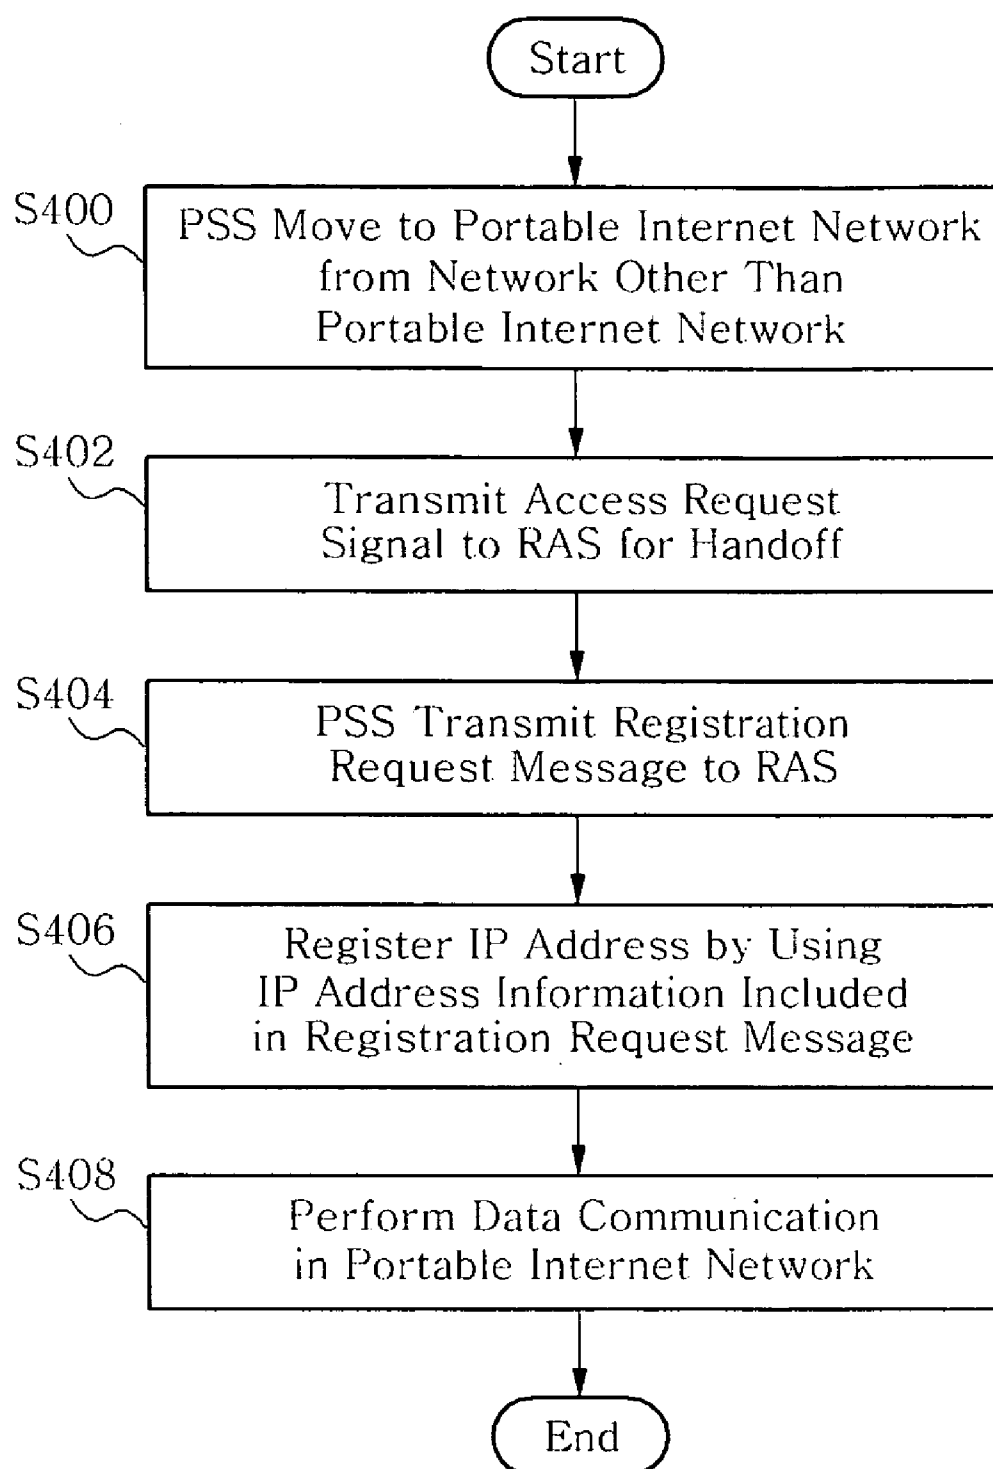 Start
S400
PSS Move to Portable Internet Network
from Network Other Than
Portable Internet Network
S402
Transmit Access Request
Signal to RAS for Handoff
S404
PSS Transmit Registration
Request Message to RAS
S406
Register IP Address by Using
IP Address Information Included
in Registration Request Message
S408
Perform Data Communication
in Portable Internet Network
End